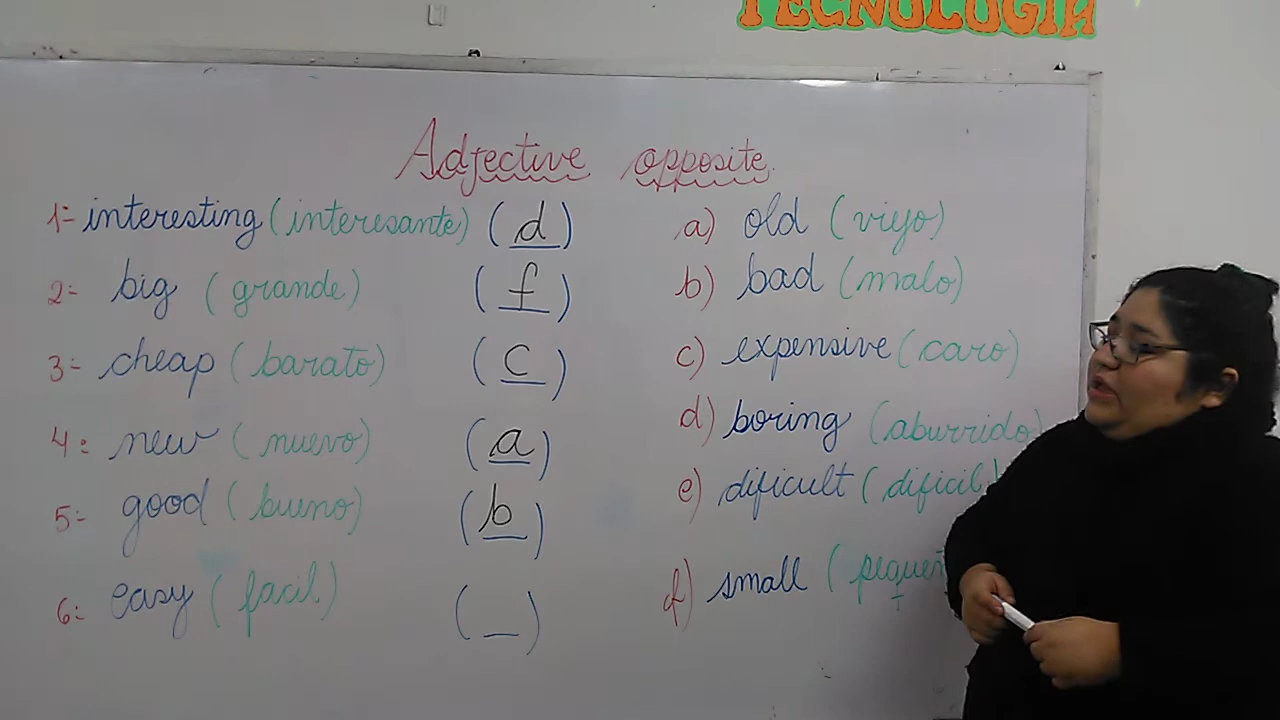 TECNOLOGIA
Adjective opposite
1- interesting (interesante) (d) a) old (viejo)
2- big (grande) (f) b) bad (malo)
3- cheap (barato) (c) c) expensive (caro)
4- new (nuevo) (a) d) boring (aburrido)
5- good (bueno) (b) e) dificult (dificil)
6- easy (facil) (_) f) small (pequeñ